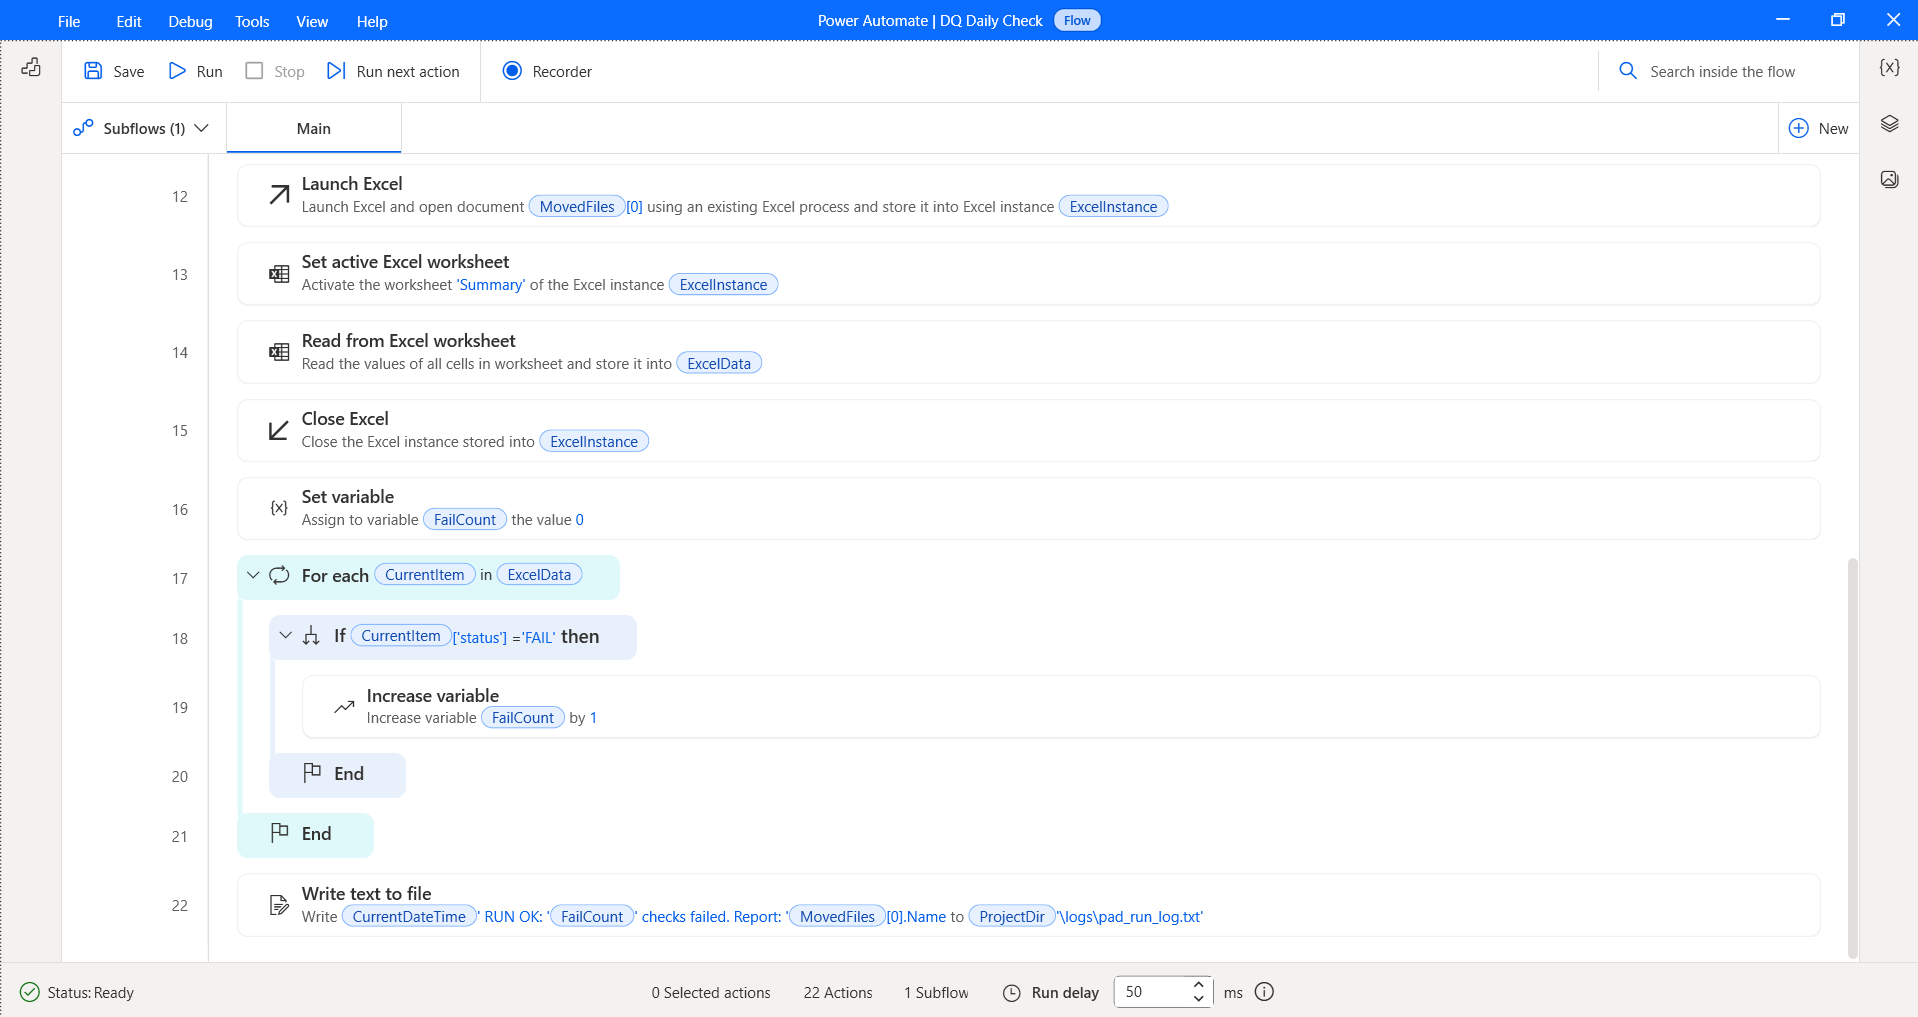 File Edit Debug Tools View Help
Power Automate | DQ Daily Check Flow
Save Run Stop Run next action Recorder
Search inside the flow
{x}
Subflows (1) Main
New
12 Launch Excel
Launch Excel and open document MovedFiles [0] using an existing Excel process and store it into Excel instance ExcelInstance
13 Set active Excel worksheet
Activate the worksheet 'Summary' of the Excel instance ExcelInstance
14 Read from Excel worksheet
Read the values of all cells in worksheet and store it into ExcelData
15 Close Excel
Close the Excel instance stored into ExcelInstance
16 {x} Set variable
Assign to variable FailCount the value 0
17 For each CurrentItem in ExcelData
18 If CurrentItem ['status'] ='FAIL' then
19 Increase variable
Increase variable FailCount by 1
20 End
21 End
22 Write text to file
Write CurrentDateTime ' RUN OK: ' FailCount ' checks failed. Report: ' MovedFiles [0].Name to ProjectDir '\logs\pad_run_log.txt'
Status: Ready
0 Selected actions 22 Actions 1 Subflow Run delay 50 ms